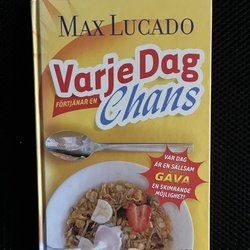 MAX LUCADO
Varje Dag
FÖRTJÄNAR EN
Chans
VAR DAG
ÄR EN SÄLLSAM
GÅVA
EN SKIMRANDE
MÖJLIGHET!